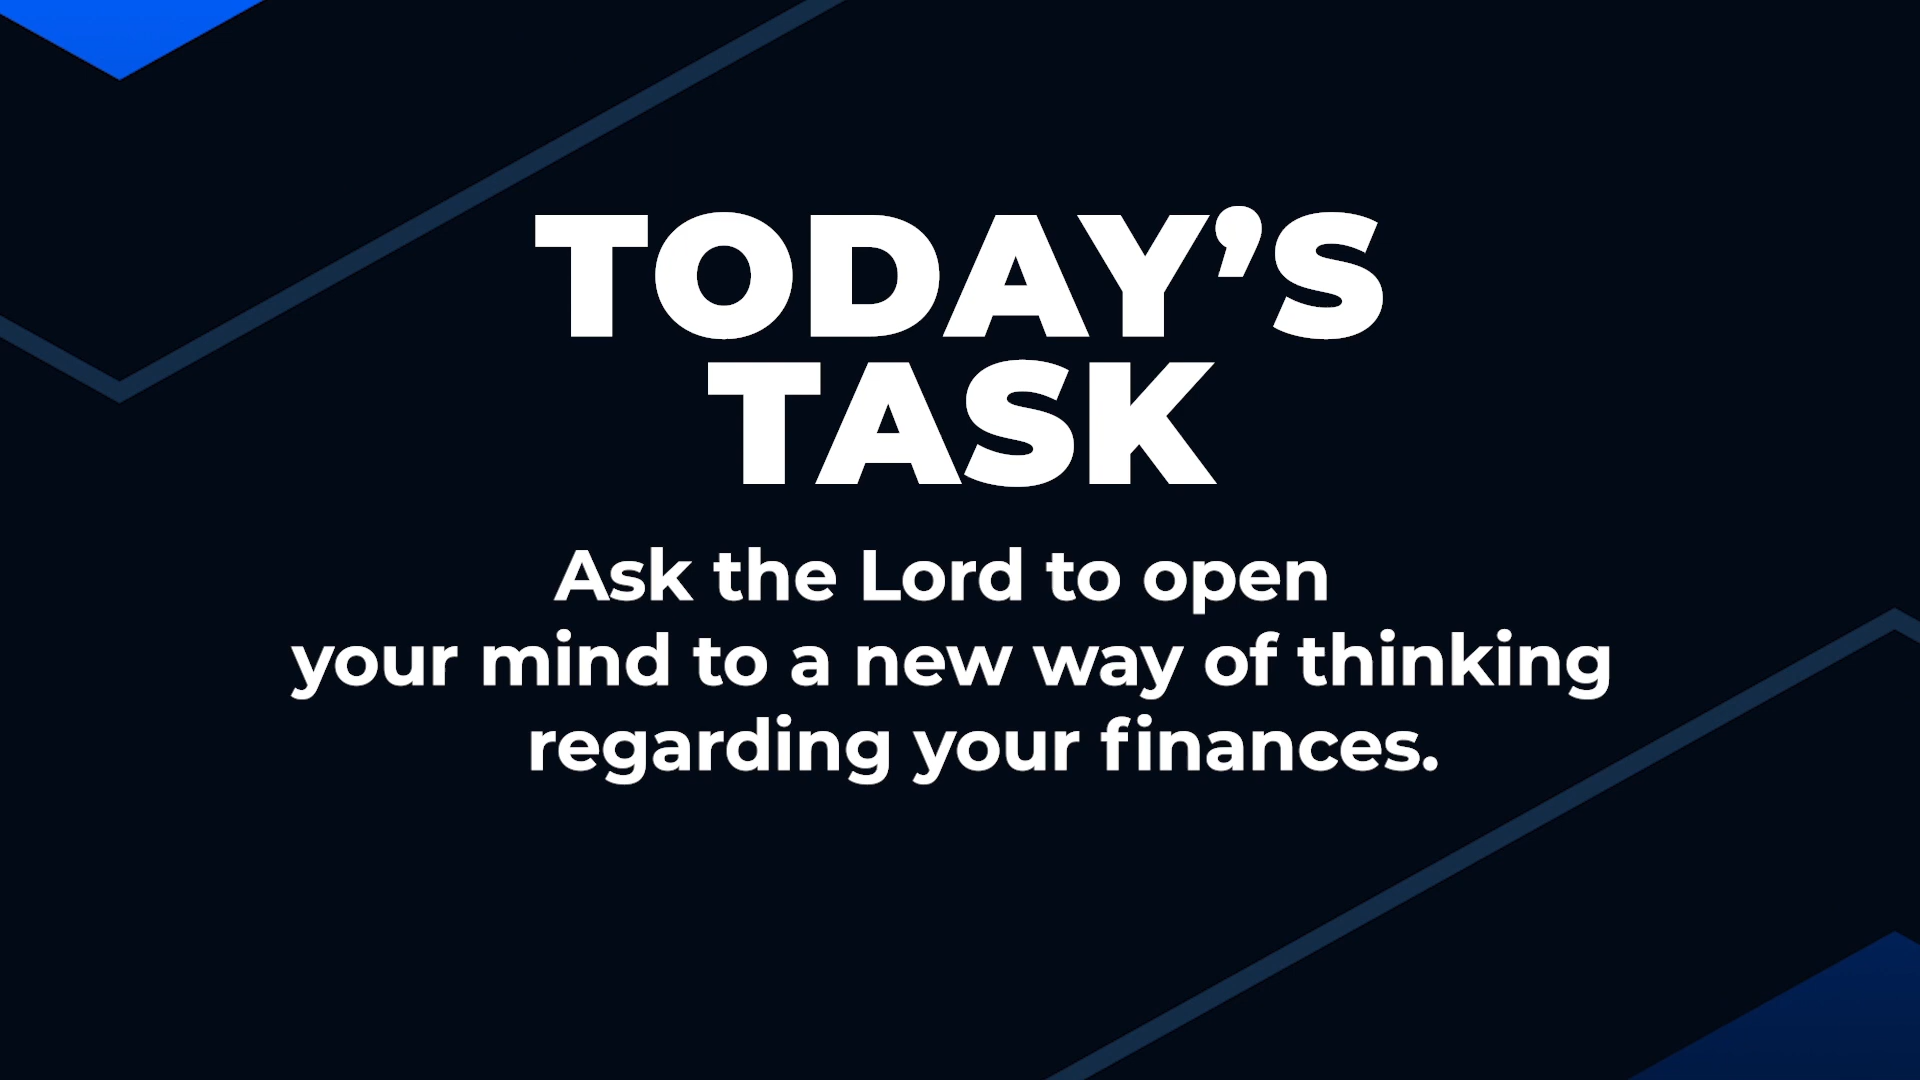 TODAY’S
TASK
Ask the Lord to open
your mind to a new way of thinking
regarding your finances.